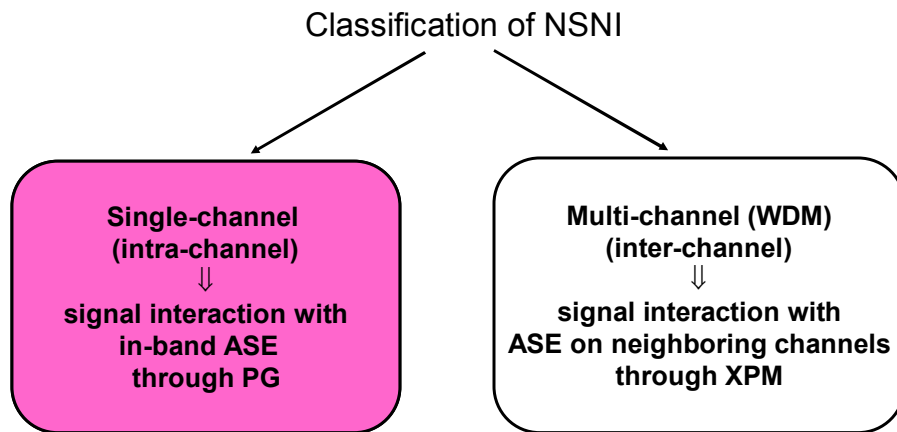 Classification of NSNI
Single-channel
(intra-channel)
⇓
signal interaction with
in-band ASE
through PG
Multi-channel (WDM)
(inter-channel)
⇓
signal interaction with
ASE on neighboring channels
through XPM